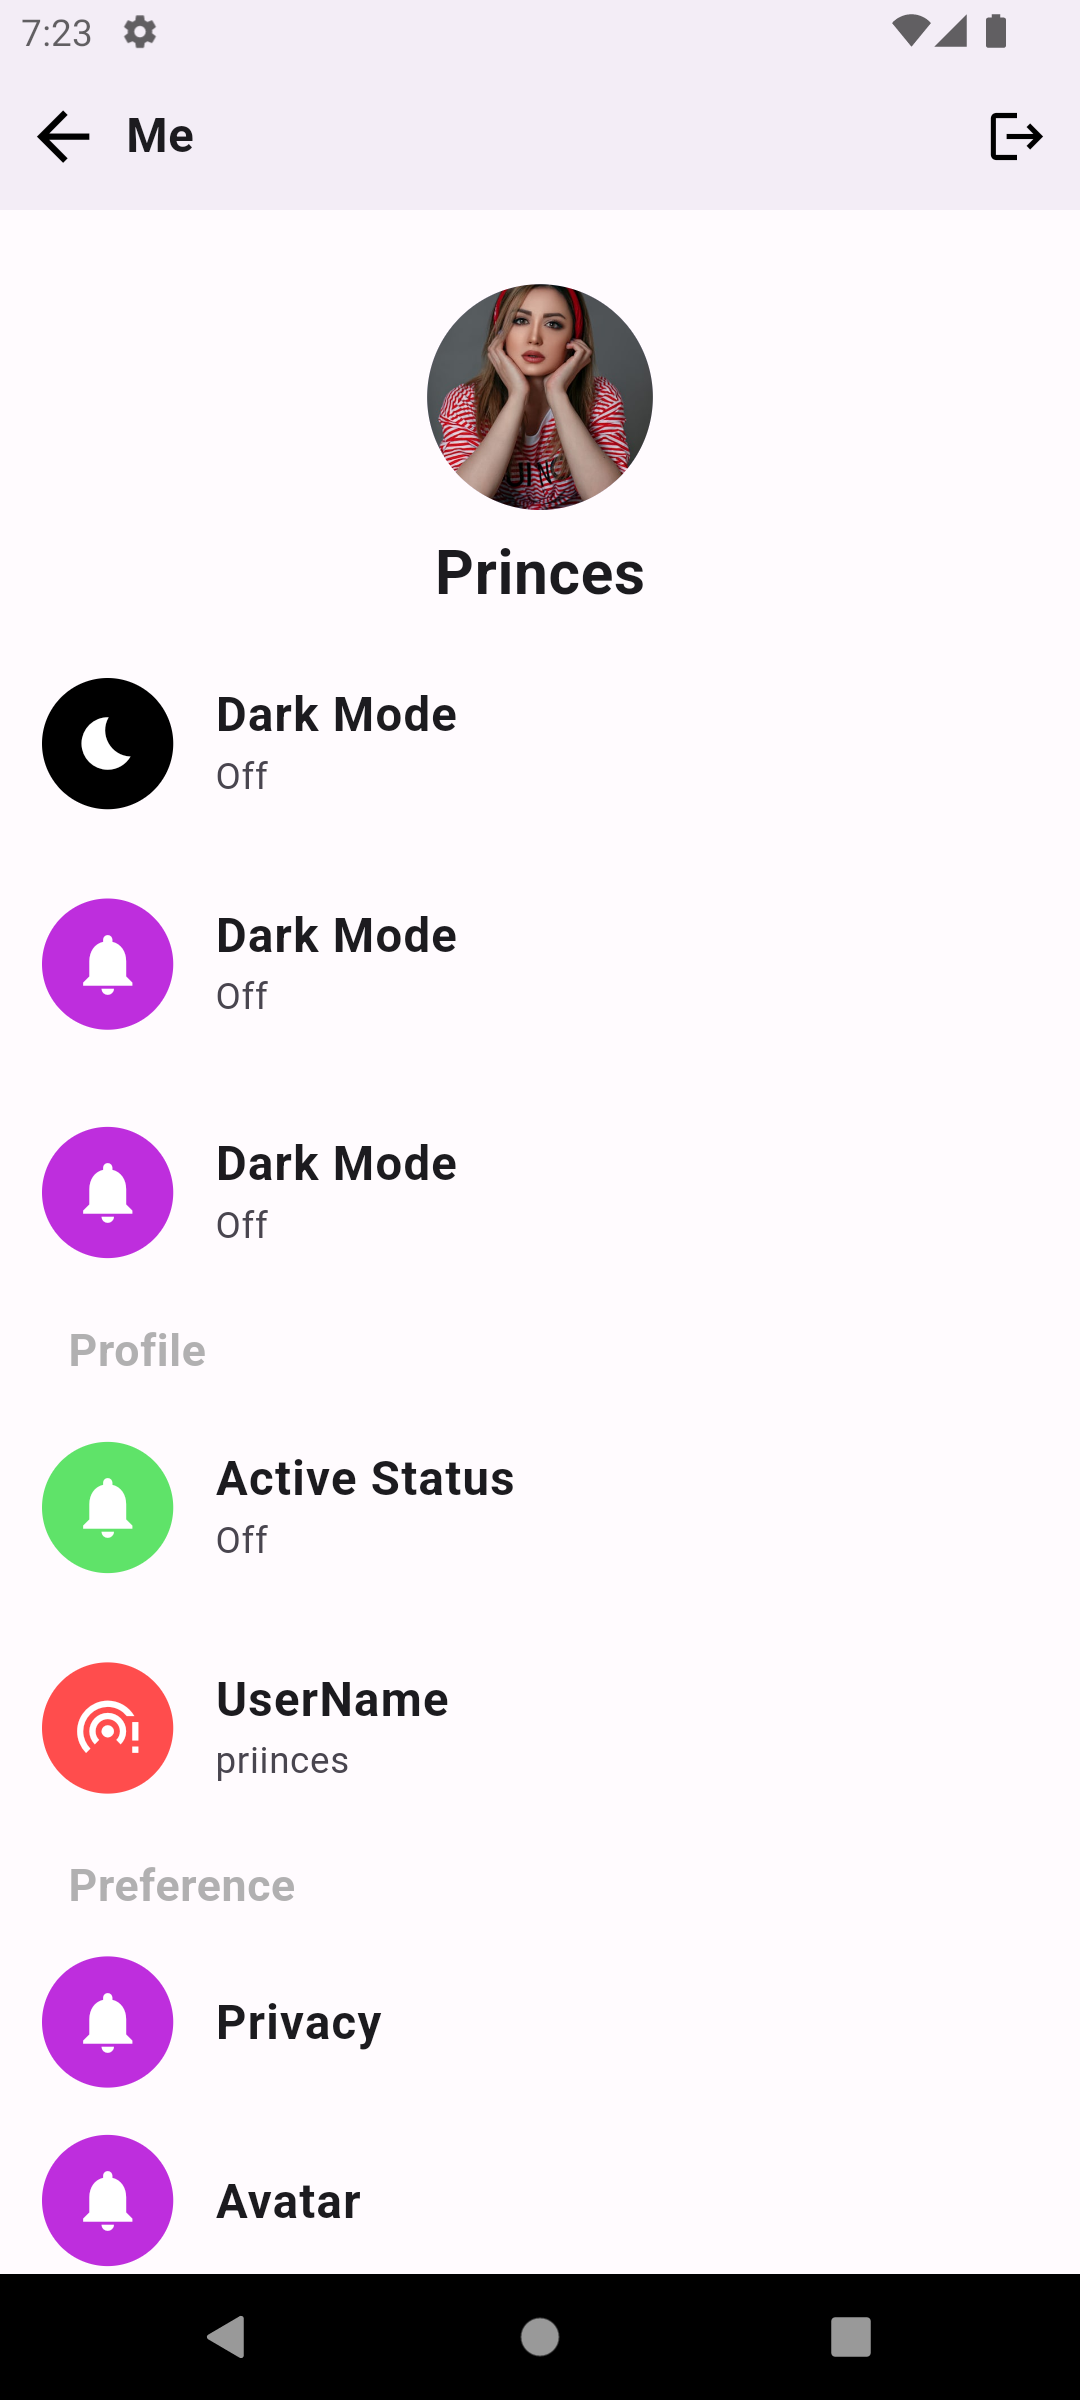 7:23
Me
Princes
Dark Mode
Off
Dark Mode
Off
Dark Mode
Off
Profile
Active Status
Off
UserName
priinces
Preference
Privacy
Avatar